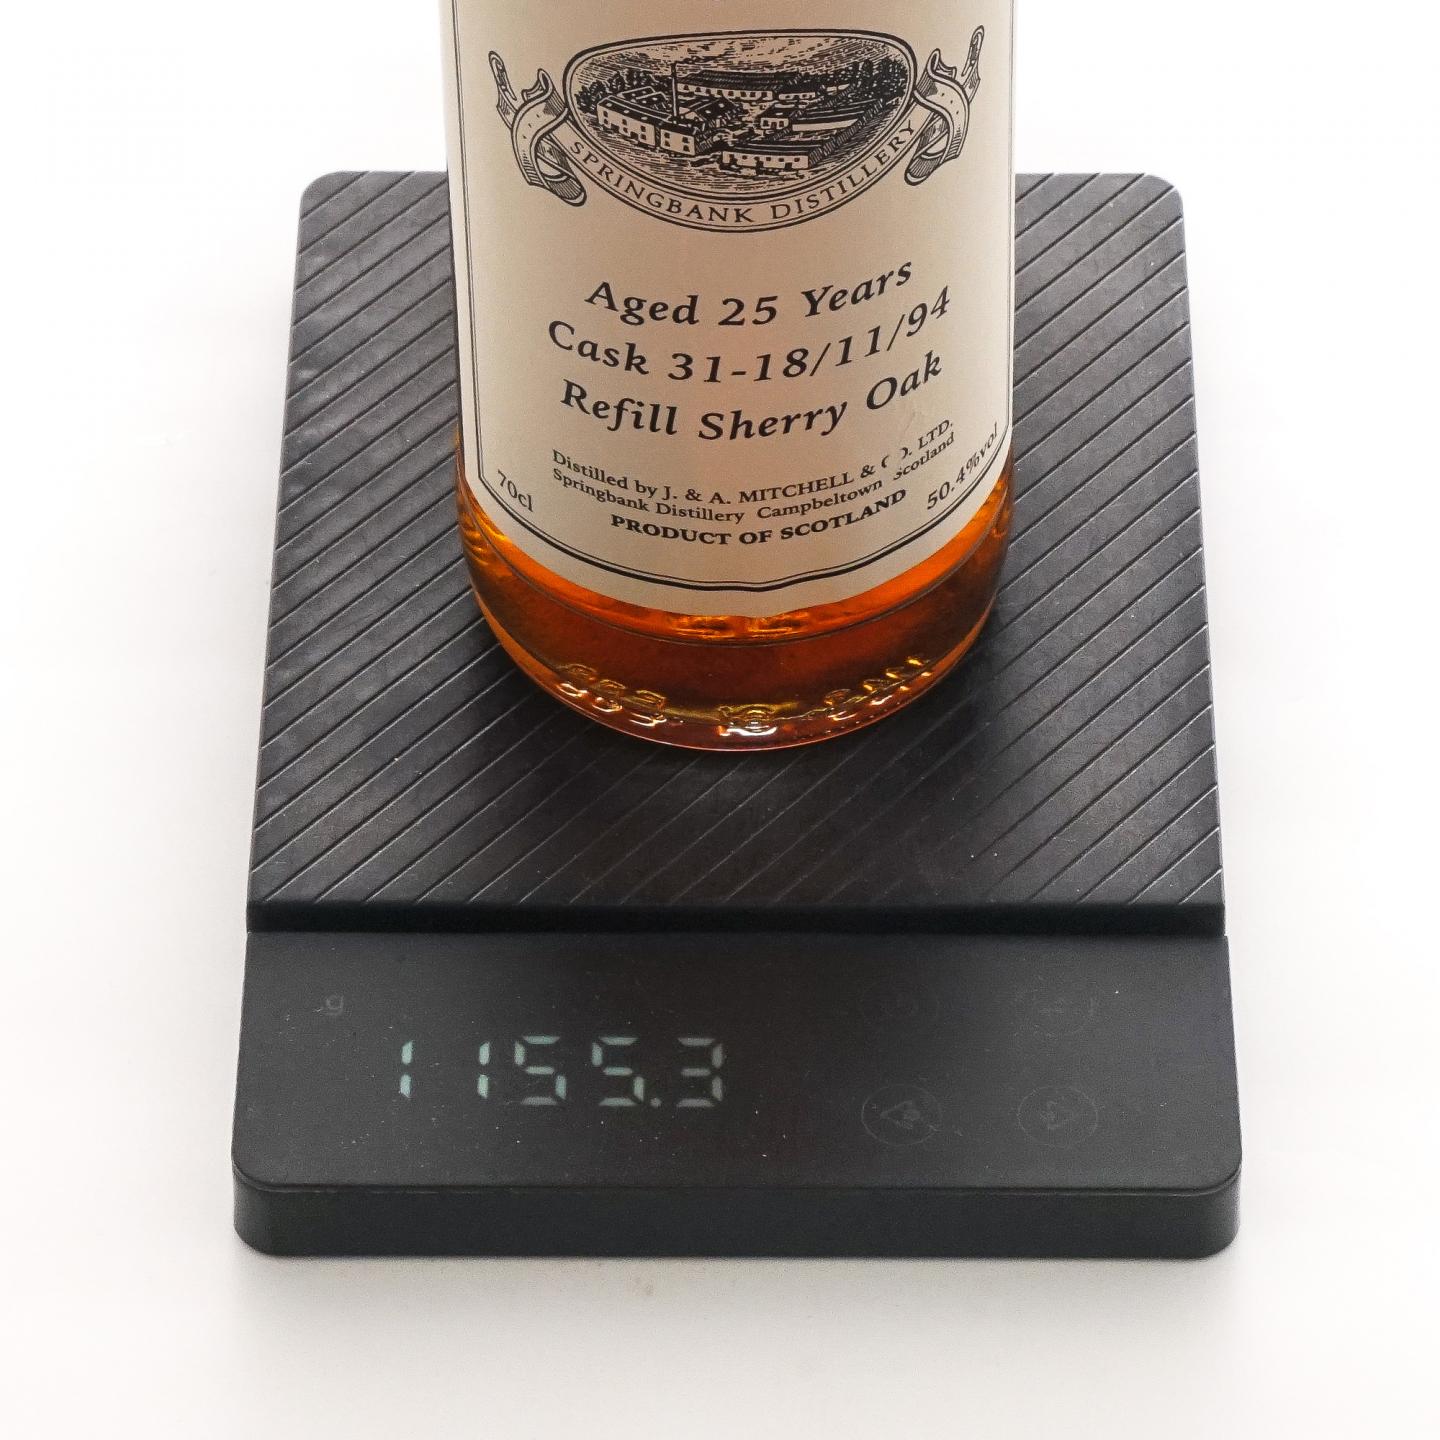 SPRINGBANK DISTILLERY
Aged 25 Years
Cask 31-18/11/94
Refill Sherry Oak
Distilled by J. & A. MITCHELL & C O. LTD.
Springbank Distillery Campbeltown Scotland
70cl
PRODUCT OF SCOTLAND
50.4%vol
g
1155.3